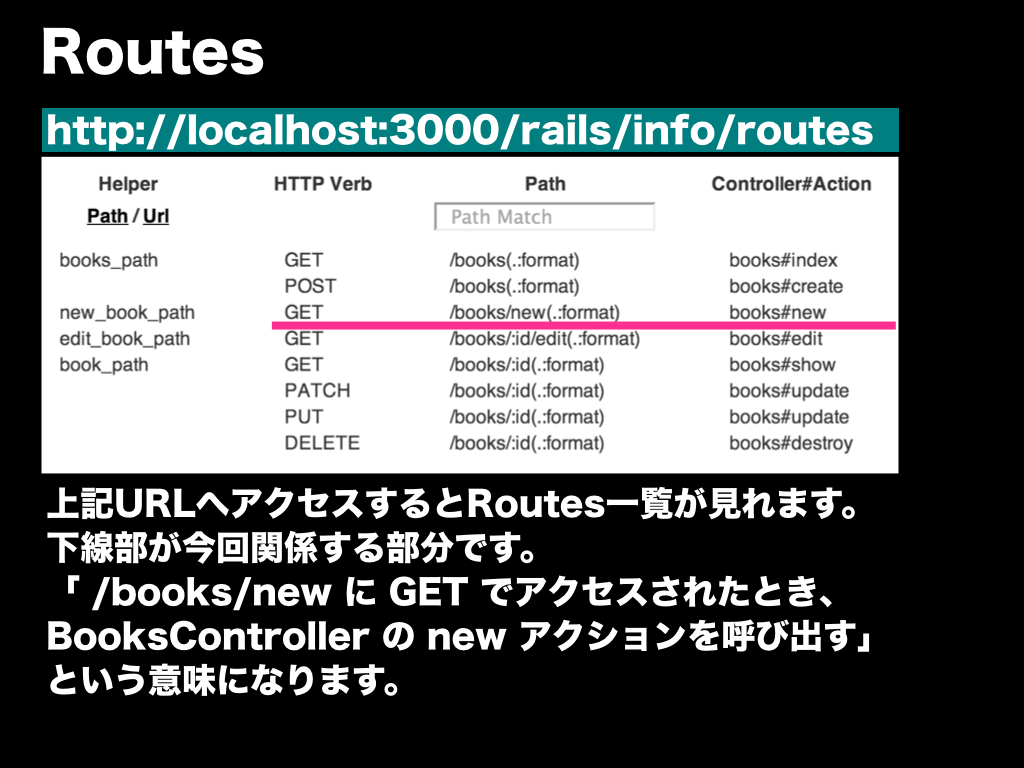 Routes
http://localhost:3000/rails/info/routes
Helper HTTP Verb Path Controller#Action
Path / Url Path Match
books_path GET /books(.:format) books#index
POST /books(.:format) books#create
new_book_path GET /books/new(.:format) books#new
edit_book_path GET /books/:id/edit(.:format) books#edit
book_path GET /books/:id(.:format) books#show
PATCH /books/:id(.:format) books#update
PUT /books/:id(.:format) books#update
DELETE /books/:id(.:format) books#destroy
上記URLへアクセスするとRoutes一覧が見れます。
下線部が今回関係する部分です。
「 /books/new に GET でアクセスされたとき、
BooksController の new アクションを呼び出す」
という意味になります。